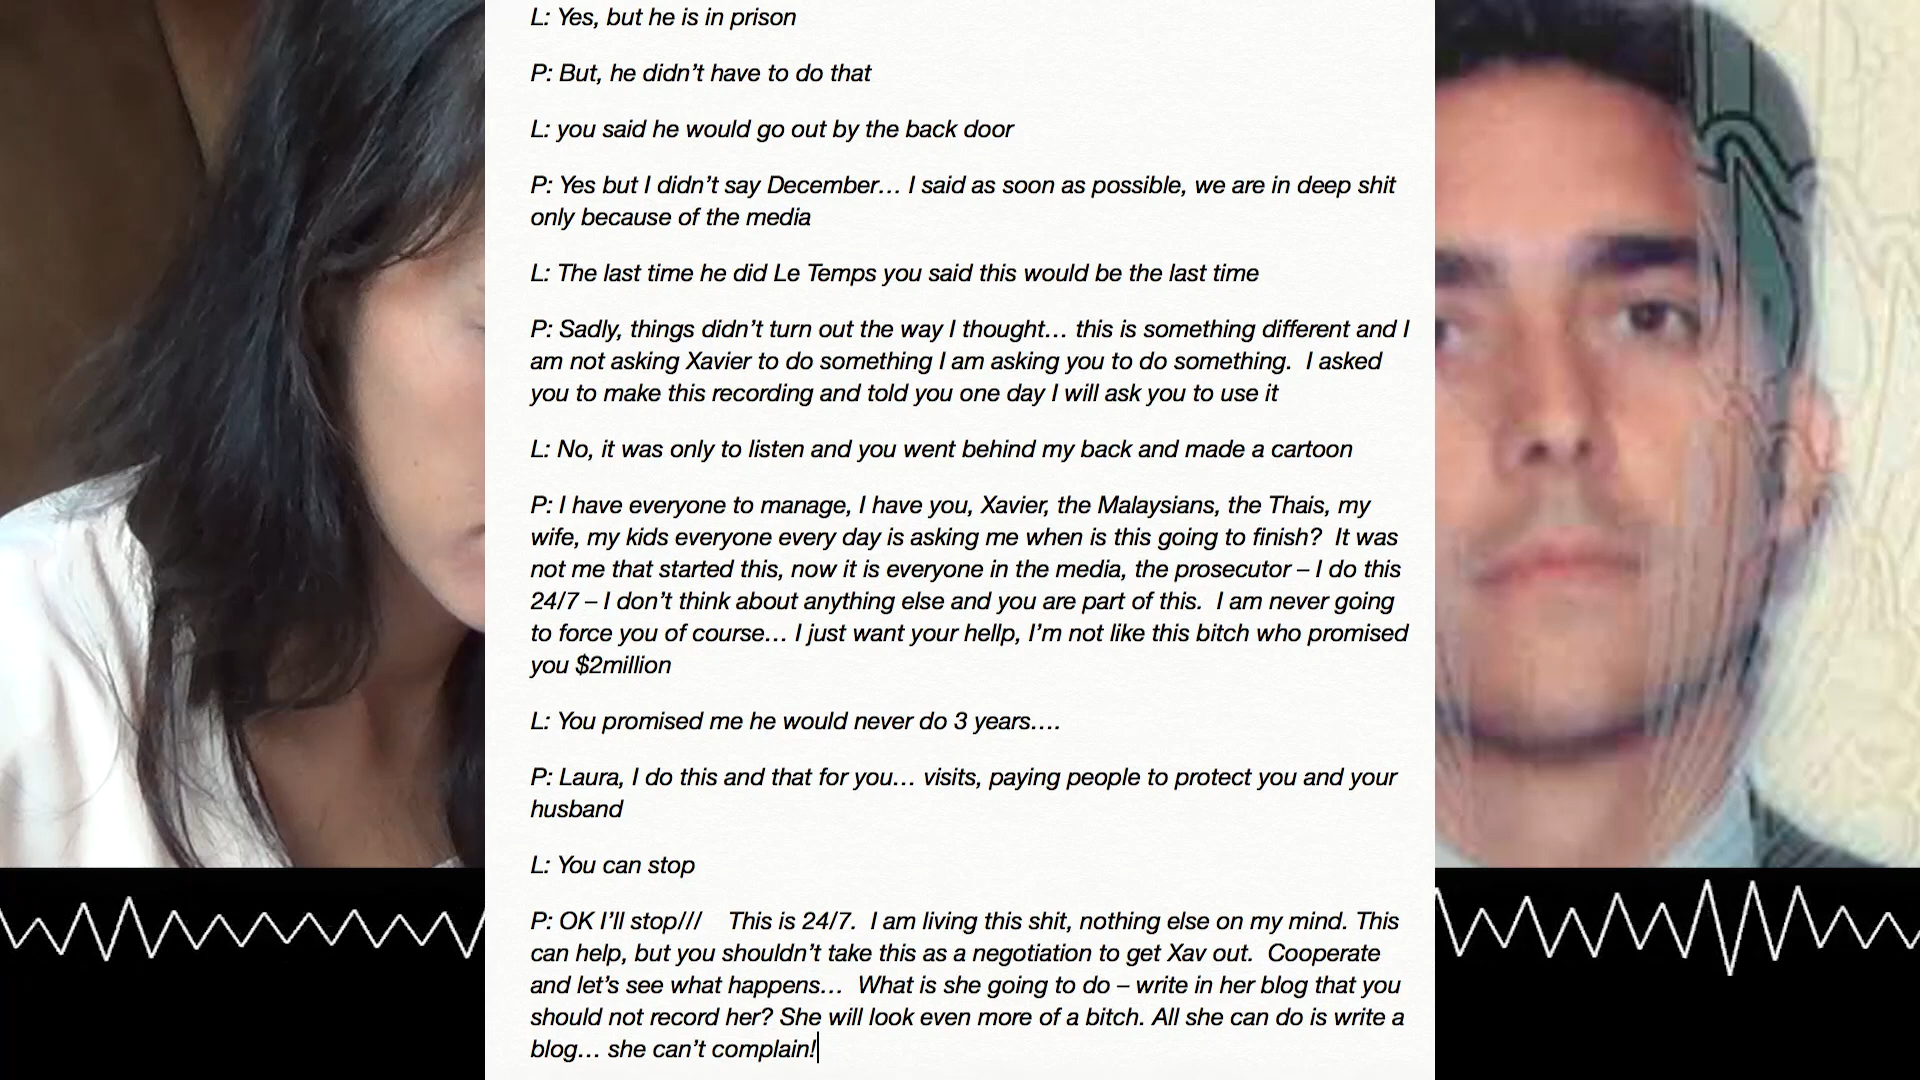 L: Yes, but he is in prison
P: But, he didn't have to do that
L: you said he would go out by the back door
P: Yes but I didn't say December… I said as soon as possible, we are in deep shit
only because of the media
L: The last time he did Le Temps you said this would be the last time
P: Sadly, things didn't turn out the way I thought… this is something different and I
am not asking Xavier to do something I am asking you to do something.  I asked
you to make this recording and told you one day I will ask you to use it
L: No, it was only to listen and you went behind my back and made a cartoon
P: I have everyone to manage, I have you, Xavier, the Malaysians, the Thais, my
wife, my kids everyone every day is asking me when is this going to finish?  It was
not me that started this, now it is everyone in the media, the prosecutor – I do this
24/7 – I don't think about anything else and you are part of this.  I am never going
to force you of course… I just want your hellp, I'm not like this bitch who promised
you $2million
L: You promised me he would never do 3 years….
P: Laura, I do this and that for you… visits, paying people to protect you and your
husband
L: You can stop
P: OK I'll stop///    This is 24/7.  I am living this shit, nothing else on my mind. This
can help, but you shouldn't take this as a negotiation to get Xav out.  Cooperate
and let's see what happens…  What is she going to do – write in her blog that you
should not record her? She will look even more of a bitch. All she can do is write a
blog… she can't complain!